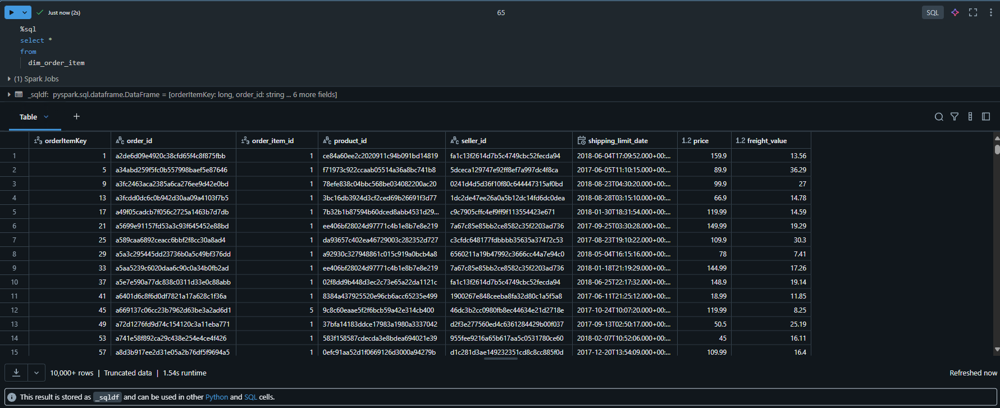 Just now (2s) 65 SQL
%sql
select *
from
dim_order_item
(1) Spark Jobs
_sqldf: pyspark.sql.dataframe.DataFrame = [orderItemKey: long, order_id: string ... 6 more fields]
Table +
1²3 orderItemKey ABC order_id 1²3 order_item_id ABC product_id ABC seller_id shipping_limit_date 1.2 price 1.2 freight_value
1 1 a2de6d09e4920c38cfd65f4c8f875fbb 1 ce84a60ee2c2020911c94b091bd14819 fa1c13f2614d7b5c4749cbc52fecda94 2018-06-04T17:09:52.000+00:... 159.9 13.56
2 5 a34abd259f5fc0b557998baef5e87646 1 f71973c922ccaab05514a36a8bc741b8 5dceca129747e92ff8ef7a997dc4f8ca 2017-06-05T11:10:15.000+00:... 89.9 36.29
3 9 a3fc2463aca2385a6ca276ee9d42e0bd 1 78efe838c04bbc568be034082200ac20 0241d4d5d36f10f80c644447315af0bd 2018-08-23T04:30:20.000+00:... 99.9 27
4 13 a3fcdd0dc6c0b942d30aa09a4103f7b5 1 3bc16db3924d3cf2ced69b26691f3d77 1dc2de47ee26a0a5b12dc14fd6dc0dea 2018-08-28T03:15:10.000+00:... 66.9 14.78
5 17 a49f05cadcb7f056c2725a1463b7d7db 1 7b32b1b87594b60dced8abb4531d29... c9c7905cffc4ef9ff9f113554423e671 2018-01-30T18:31:54.000+00:... 119.99 14.59
6 21 a5699e91157fd53a3c93f645452e88bd 1 ee406bf28024d97771c4b1e8b7e8e219 7a67c85e85bb2ce8582c35f2203ad736 2017-09-25T03:30:28.000+00:... 149.99 19.29
7 25 a589caa6892ceacc6bbf2f8cc30a8ad4 1 da93657c402ea46729003c282352d727 c3cfdc648177fdbbbb35635a37472c53 2017-08-23T19:10:22.000+00:... 109.9 30.3
8 29 a5a3c295445dd23736b0a5c49bf376dd 1 a92930c327948861c015c919a0bcb4a8 6560211a19b47992c3666cc44a7e94c0 2018-05-04T16:15:16.000+00:... 78 7.41
9 33 a5aa5239c6020daa6c90c0a34b0fb2ad 1 ee406bf28024d97771c4b1e8b7e8e219 7a67c85e85bb2ce8582c35f2203ad736 2018-01-18T21:19:29.000+00:... 144.99 17.26
10 37 a5e7e590a77dc838c0311d33e0c88abb 1 02f8dd9b448d3ec2c73e65a22da1121c fa1c13f2614d7b5c4749cbc52fecda94 2018-06-25T22:17:32.000+00:... 148.9 19.14
11 41 a6401d6c8f6d0df7821a17a628c1f36a 1 8384a437925520e96cb6acc65235e499 1900267e848ceeba8fa32d80c1a5f5a8 2017-06-11T21:25:12.000+00:... 18.99 11.85
12 45 a669137c06cc23b7962d63be3a2ad6d1 5 9c8c60eaae5f2f6bcb59a42e314cb400 46dc3b2cc0980fb8ec44634e21d2718e 2017-10-24T10:07:20.000+00:... 119.99 8.25
13 49 a72d1276fd9d74c154120c3a11eba771 1 37bfa14183ddce17983a1980a3337042 d2f3e277560ed4c6361284429b00f037 2017-09-13T02:50:17.000+00:... 50.5 25.19
14 53 a741e58f892ca29c438e254e4ce4f426 1 583f158587cdecda3e8bdea694021e39 955fee9216a65b617aa5c0531780ce60 2018-02-07T10:52:06.000+00:... 45 16.11
15 57 a8d3b917ee2d31e05a2b76df5f9694a5 1 0efc91aa52d1f0669126d3000a94279b d1c281d3ae149232351cd8c8cc885f0d 2017-12-20T13:54:09.000+00:... 109.99 16.4
10,000+ rows | Truncated data | 1.54s runtime Refreshed now
This result is stored as _sqldf and can be used in other Python and SQL cells.